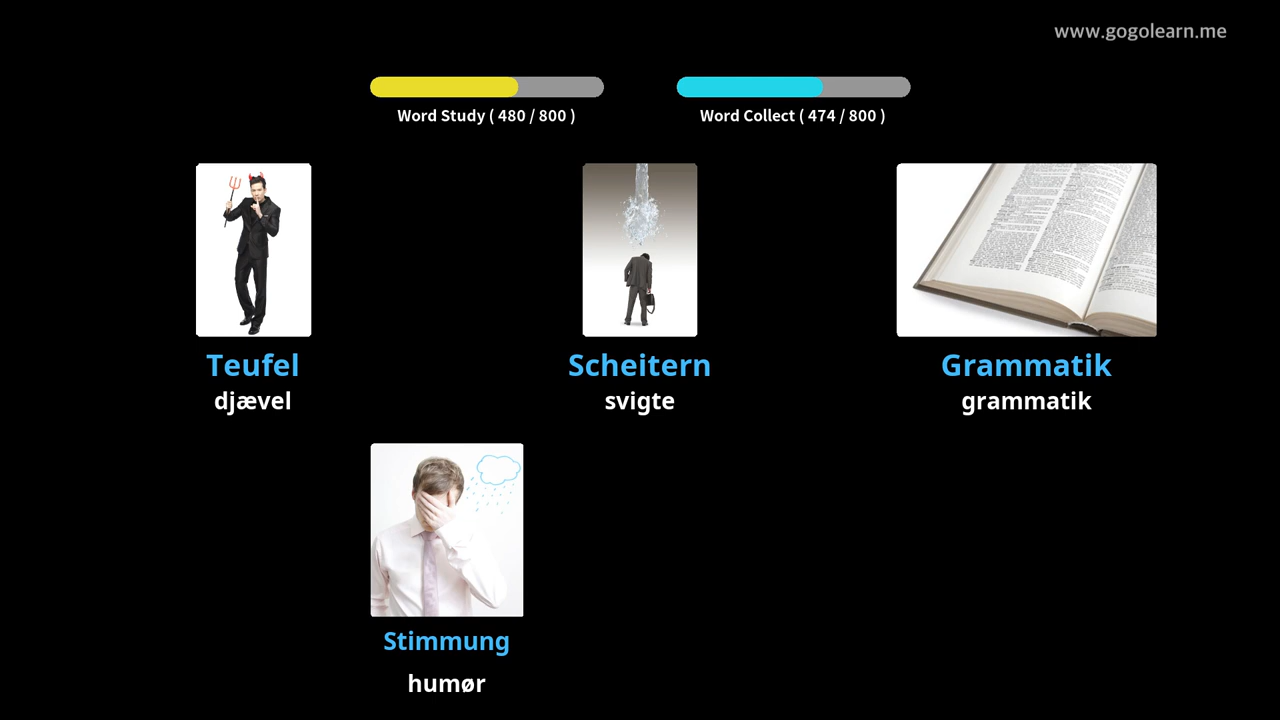 www.gogolearn.me
Word Study ( 480 / 800 )
Word Collect ( 474 / 800 )
Teufel
djævel
Scheitern
svigte
Grammatik
grammatik
Stimmung
humør